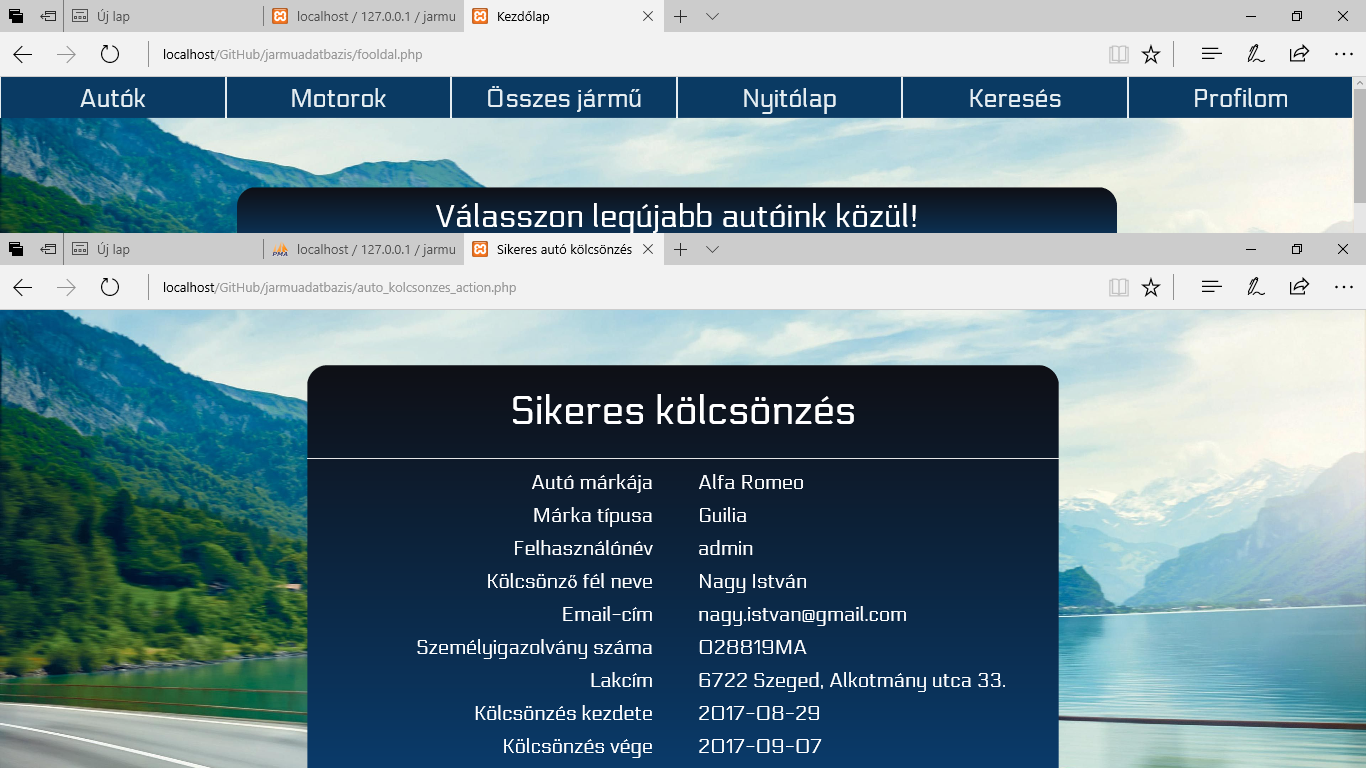 Új lap
localhost / 127.0.0.1 / jarmu
Kezdőlap
localhost/GitHub/jarmuadatbazis/fooldal.php
Autók
Motorok
Összes jármű
Nyitólap
Keresés
Profilom
Válasszon legújabb autóink közül!
Új lap
PMA
localhost / 127.0.0.1 / jarmu
Sikeres autó kölcsönzés
localhost/GitHub/jarmuadatbazis/auto_kolcsonzes_action.php
Sikeres kölcsönzés
Autó márkája Alfa Romeo
Márka típusa Guilia
Felhasználónév admin
Kölcsönző fél neve Nagy István
Email-cím nagy.istvan@gmail.com
Személyigazolvány száma 028819MA
Lakcím 6722 Szeged, Alkotmány utca 33.
Kölcsönzés kezdete 2017-08-29
Kölcsönzés vége 2017-09-07